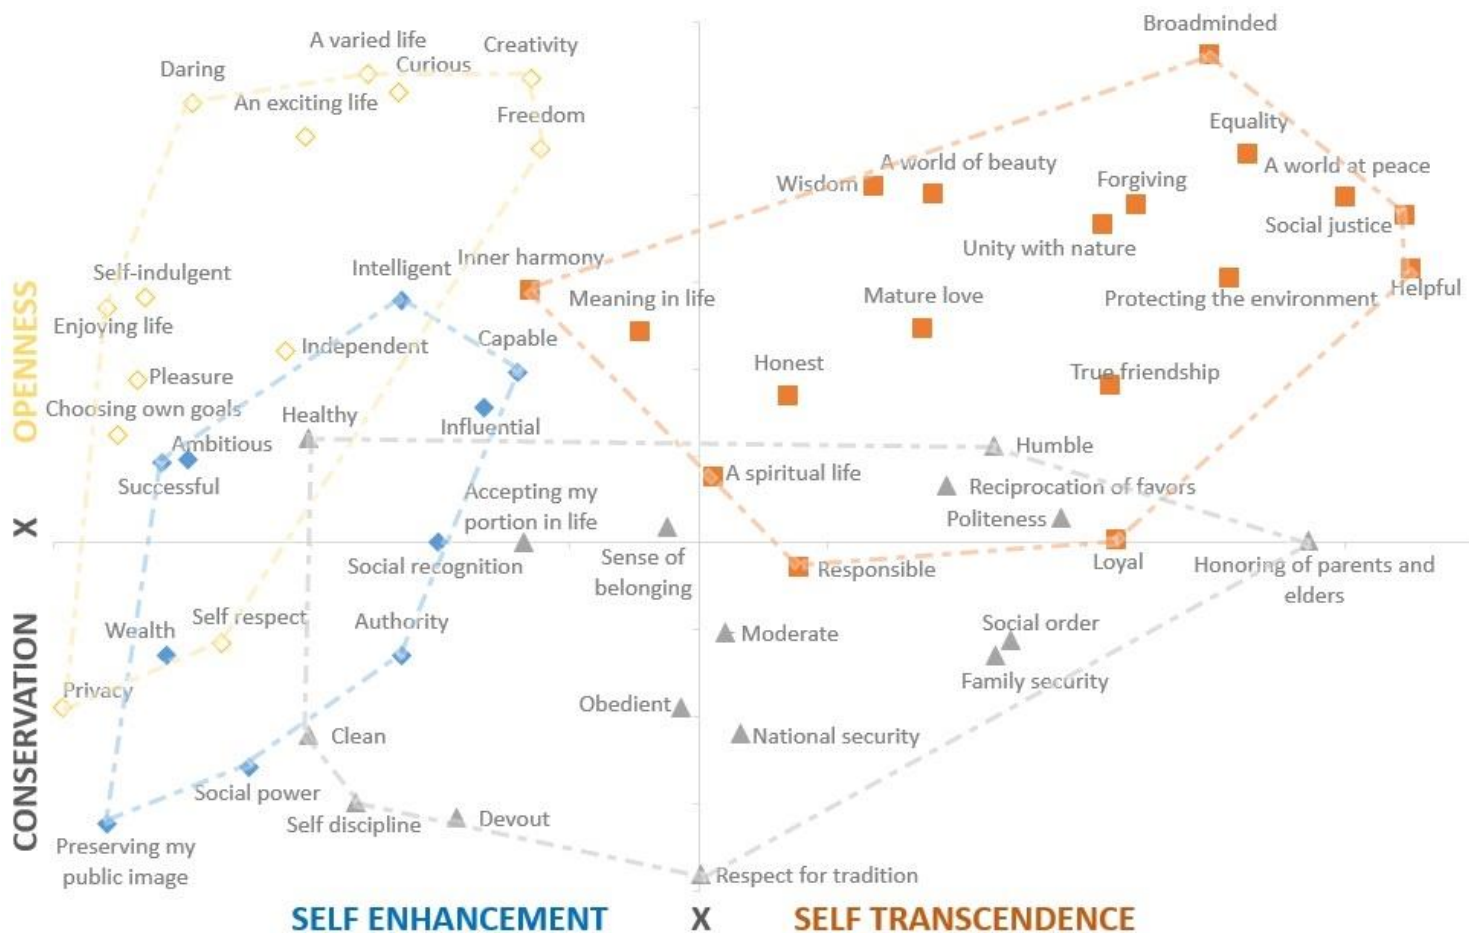 Broadminded
A varied life
Creativity
Daring
Curious
An exciting life
Freedom
Equality
A world of beauty
A world at peace
Wisdom
Forgiving
Social justice
Unity with nature
Inner harmony
Intelligent
Self-indulgent
Helpful
Meaning in life
Mature love
Protecting the environment
Enjoying life
Capable
Independent
Honest
True friendship
Pleasure
Choosing own goals
Healthy
Influential
Ambitious
Humble
A spiritual life
Successful
Reciprocation of favors
Accepting my
portion in life
Politeness
Sense of
belonging
Social recognition
Responsible
Loyal
Honoring of parents and
elders
Self respect
Authority
Wealth
Moderate
Social order
Family security
Privacy
Obedient
Clean
National security
Social power
Self discipline
Devout
Preserving my
public image
Respect for tradition
OPENNESS
X
CONSERVATION
SELF ENHANCEMENT X SELF TRANSCENDENCE